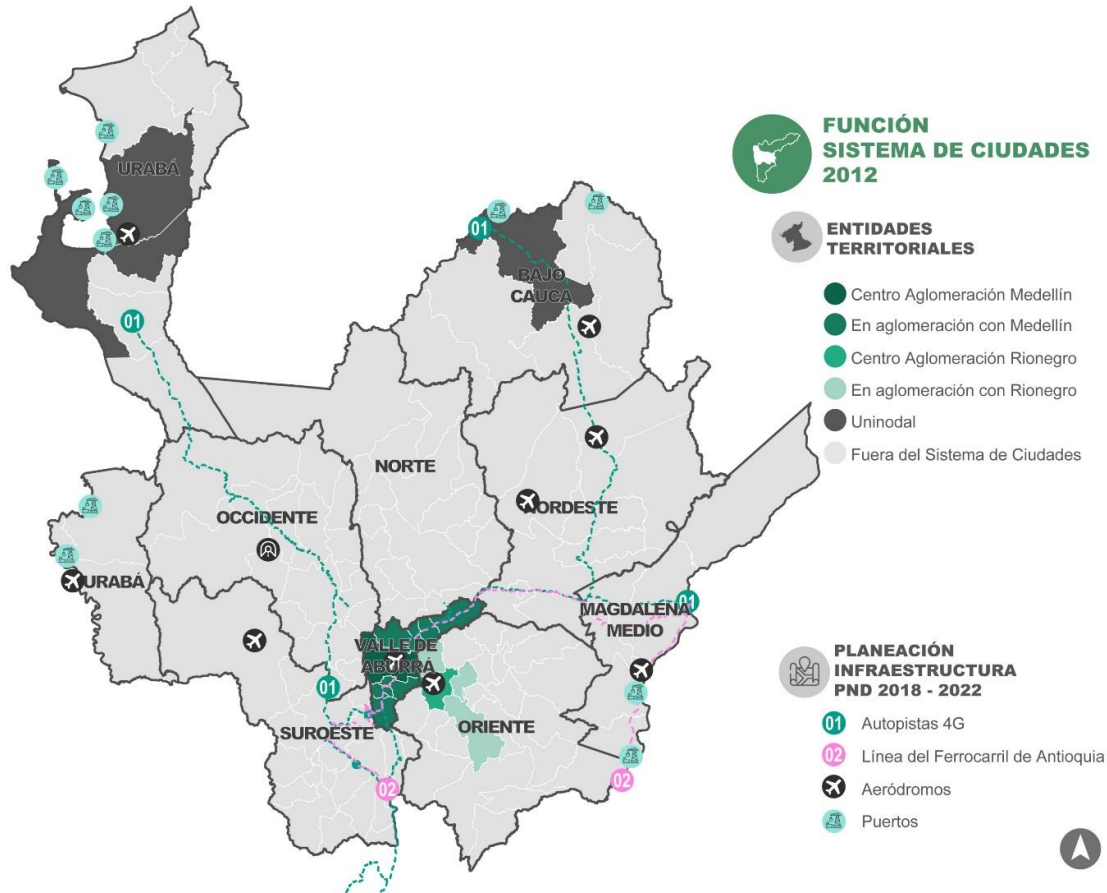 FUNCIÓN
SISTEMA DE CIUDADES
2012
ENTIDADES
TERRITORIALES
Centro Aglomeración Medellín
En aglomeración con Medellín
Centro Aglomeración Rionegro
En aglomeración con Rionegro
Uninodal
Fuera del Sistema de Ciudades
URABÁ
01
BAJO
CAUCA
01
NORTE
OCCIDENTE
NORDESTE
URABÁ
MAGDALENA
MEDIO
01
VALLE DE
ABURRÁ
01
SUROESTE
ORIENTE
02
02
PLANEACIÓN
INFRAESTRUCTURA
PND 2018 - 2022
01 Autopistas 4G
02 Línea del Ferrocarril de Antioquia
Aeródromos
Puertos